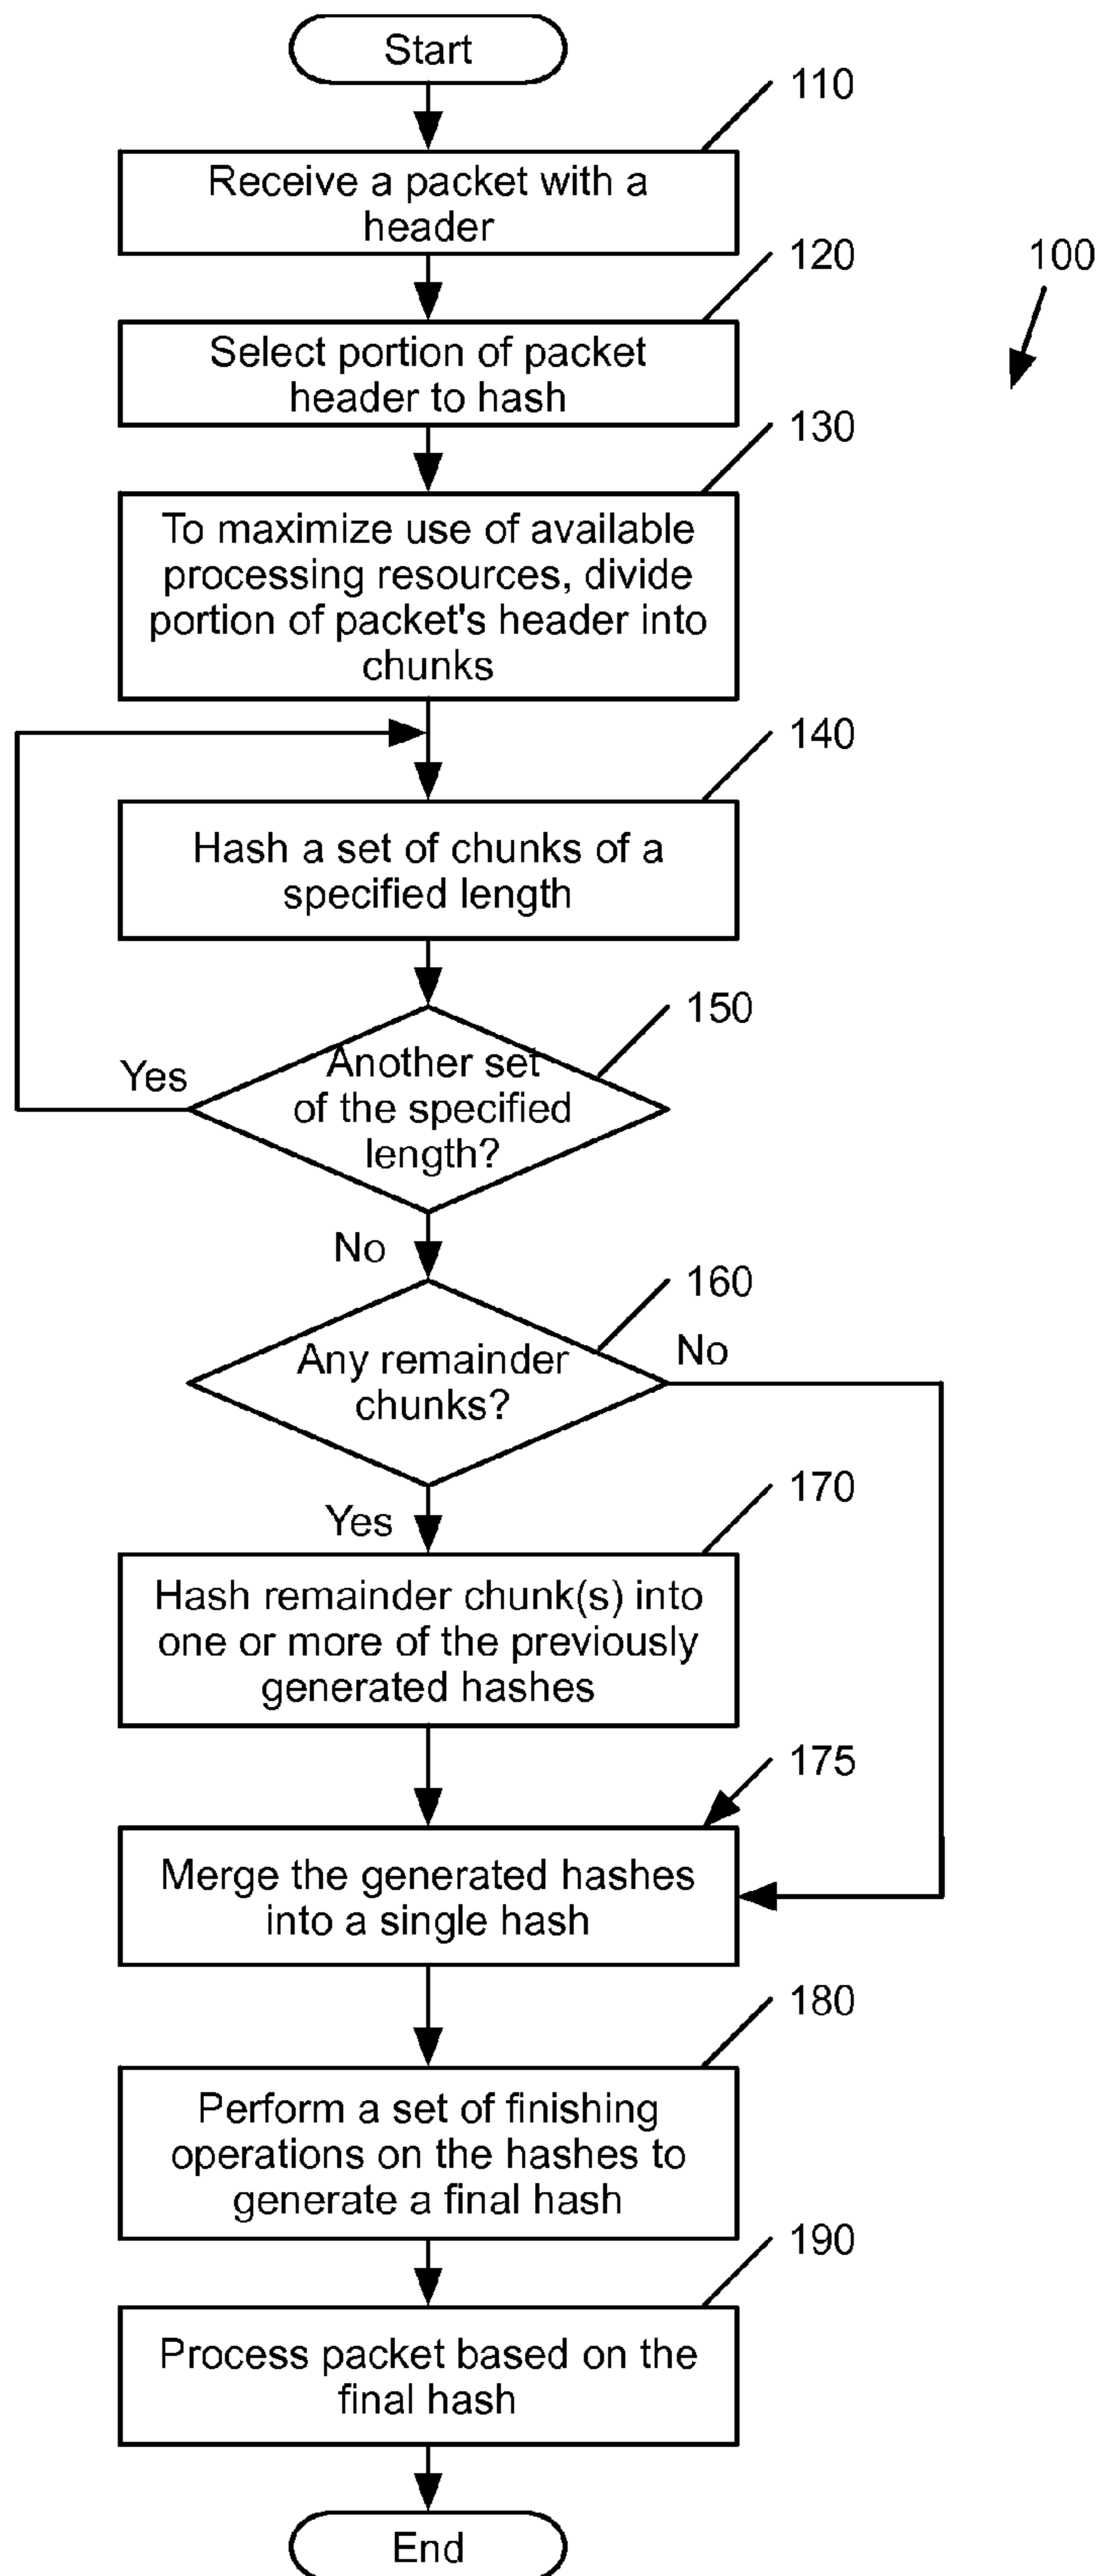 Start
110
Receive a packet with a
header
120
100
Select portion of packet
header to hash
130
To maximize use of available
processing resources, divide
portion of packet's header into
chunks
140
Hash a set of chunks of a
specified length
150
Yes
Another set
of the specified
length?
No
160
Any remainder
chunks?
No
Yes
170
Hash remainder chunk(s) into
one or more of the previously
generated hashes
175
Merge the generated hashes
into a single hash
180
Perform a set of finishing
operations on the hashes to
generate a final hash
190
Process packet based on the
final hash
End